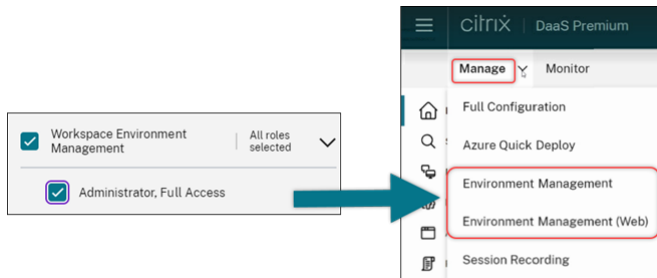 Workspace Environment
Management
All roles
selected
Administrator, Full Access
citrix | DaaS Premium
Manage
Monitor
Full Configuration
Azure Quick Deploy
Environment Management
Environment Management (Web)
Session Recording